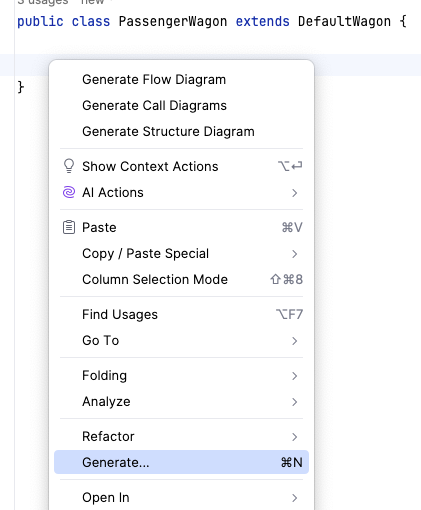 3 usages new
public class PassengerWagon extends DefaultWagon {
Generate Flow Diagram
}
Generate Call Diagrams
Generate Structure Diagram
Show Context Actions ⌥↵
AI Actions >
Paste ⌘V
Copy / Paste Special >
Column Selection Mode ⇧⌘8
Find Usages ⌥F7
Go To >
Folding >
Analyze >
Refactor >
Generate... ⌘N
Open In >